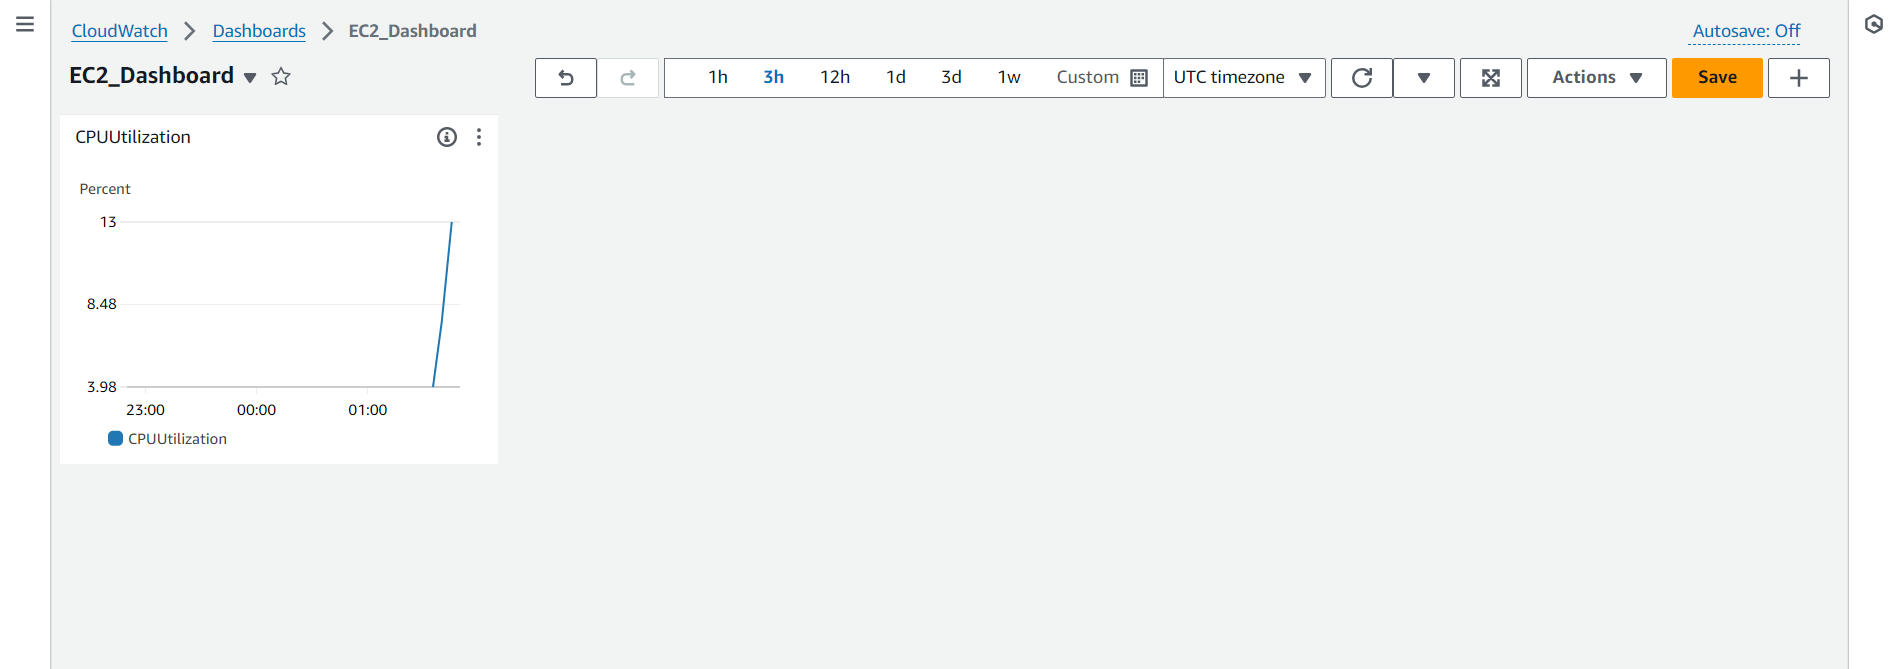 CloudWatch > Dashboards > EC2_Dashboard
Autosave: Off
EC2_Dashboard
1h 3h 12h 1d 3d 1w Custom UTC timezone Actions Save
CPUUtilization
Percent
13
8.48
3.98
23:00 00:00 01:00
CPUUtilization